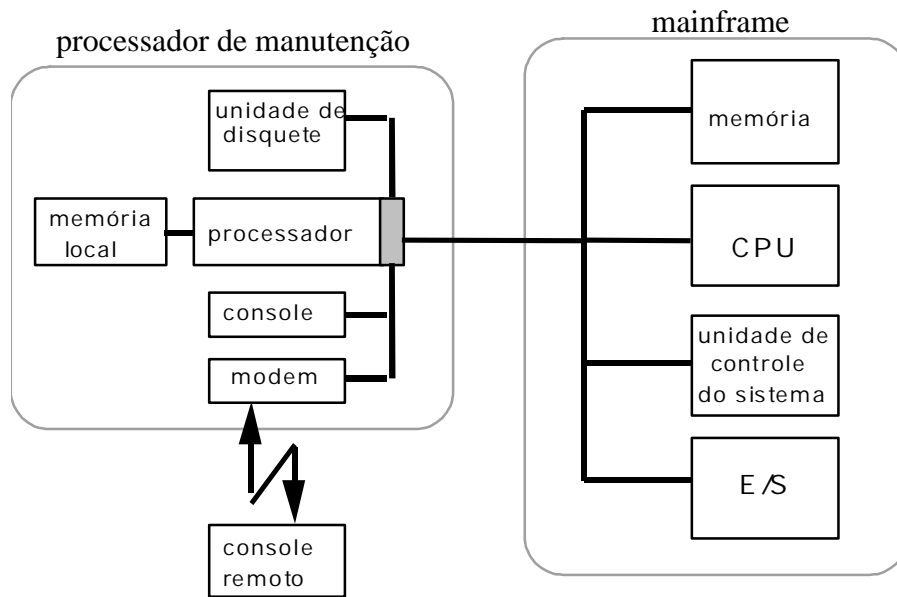 processador de manutenção
mainframe
unidade de
disquete
memória
local
processador
console
modem
console
remoto
memória
CPU
unidade de
controle
do sistema
E/S